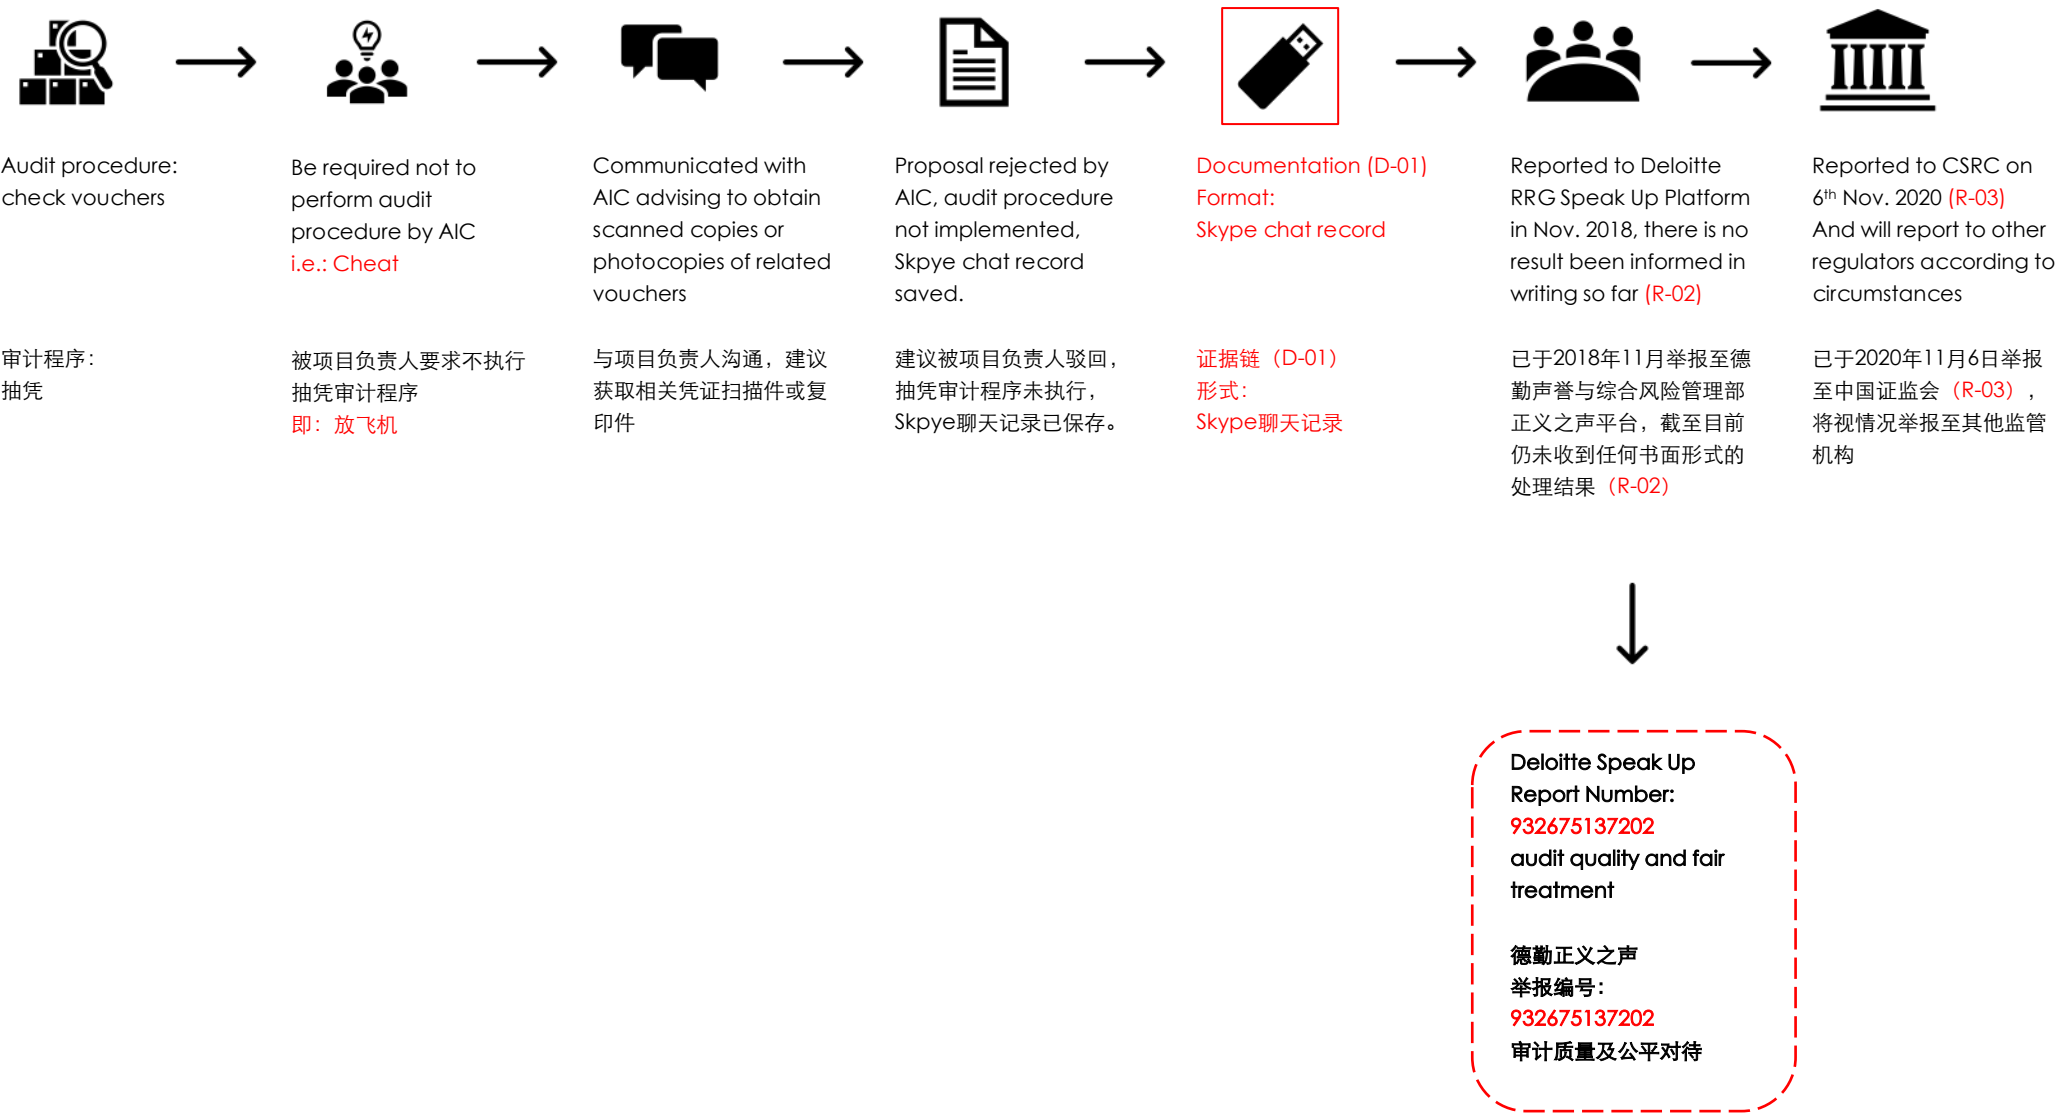 Audit procedure:
check vouchers
Be required not to
perform audit
procedure by AIC
i.e.: Cheat
Communicated with
AIC advising to obtain
scanned copies or
photocopies of related
vouchers
Proposal rejected by
AIC, audit procedure
not implemented,
Skpye chat record
saved.
Documentation (D-01)
Format:
Skype chat record
Reported to Deloitte
RRG Speak Up Platform
in Nov. 2018, there is no
result been informed in
writing so far (R-02)
Reported to CSRC on
6th Nov. 2020 (R-03)
And will report to other
regulators according to
circumstances
审计程序：
抽凭
被项目负责人要求不执行
抽凭审计程序
即：放飞机
与项目负责人沟通，建议
获取相关凭证扫描件或复
印件
建议被项目负责人驳回，
抽凭审计程序未执行，
Skpye聊天记录已保存。
证据链（D-01）
形式：
Skype聊天记录
已于2018年11月举报至德
勤声誉与综合风险管理部
正义之声平台，截至目前
仍未收到任何书面形式的
处理结果（R-02）
已于2020年11月6日举报
至中国证监会（R-03），
将视情况举报至其他监管
机构
Deloitte Speak Up
Report Number:
932675137202
audit quality and fair
treatment
德勤正义之声
举报编号：
932675137202
审计质量及公平对待